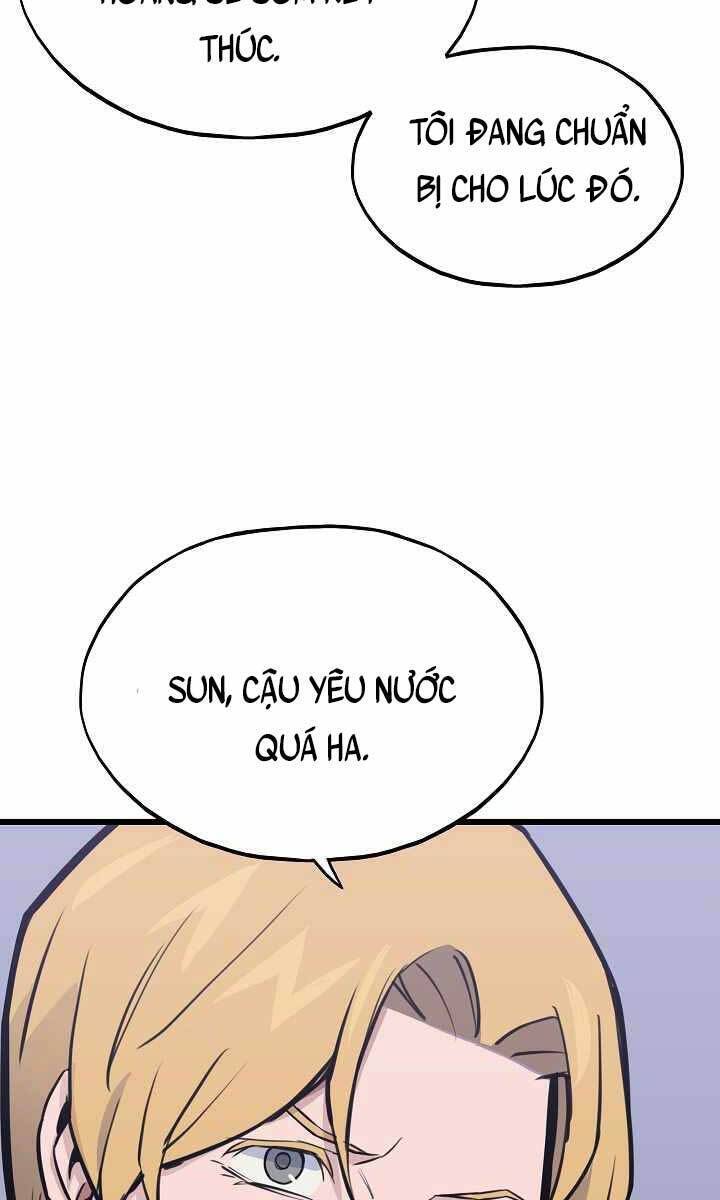 THÚC.
TÔI ĐANG CHUẨN
BỊ CHO LÚC ĐÓ.
SUN, CẬU YÊU NƯỚC
QUÁ HA.